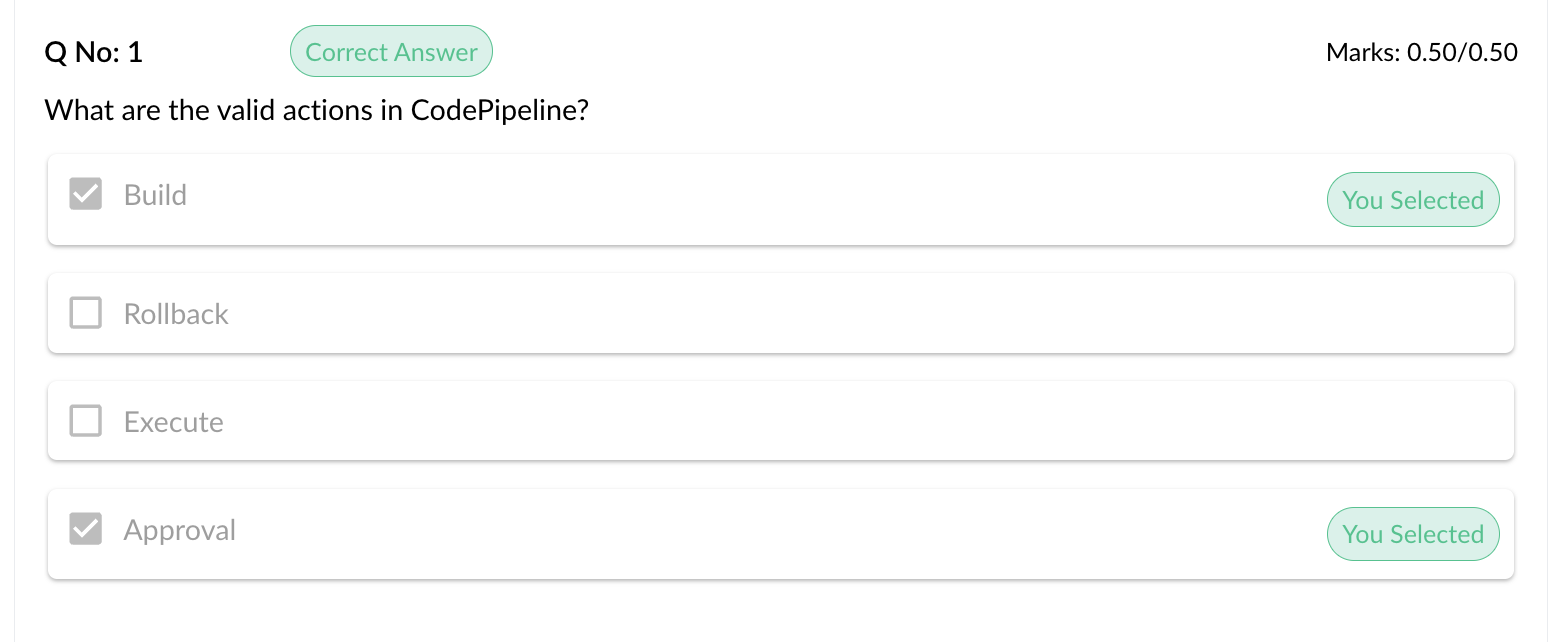 Q No: 1 Correct Answer Marks: 0.50/0.50
What are the valid actions in CodePipeline?
Build You Selected
Rollback
Execute
Approval You Selected